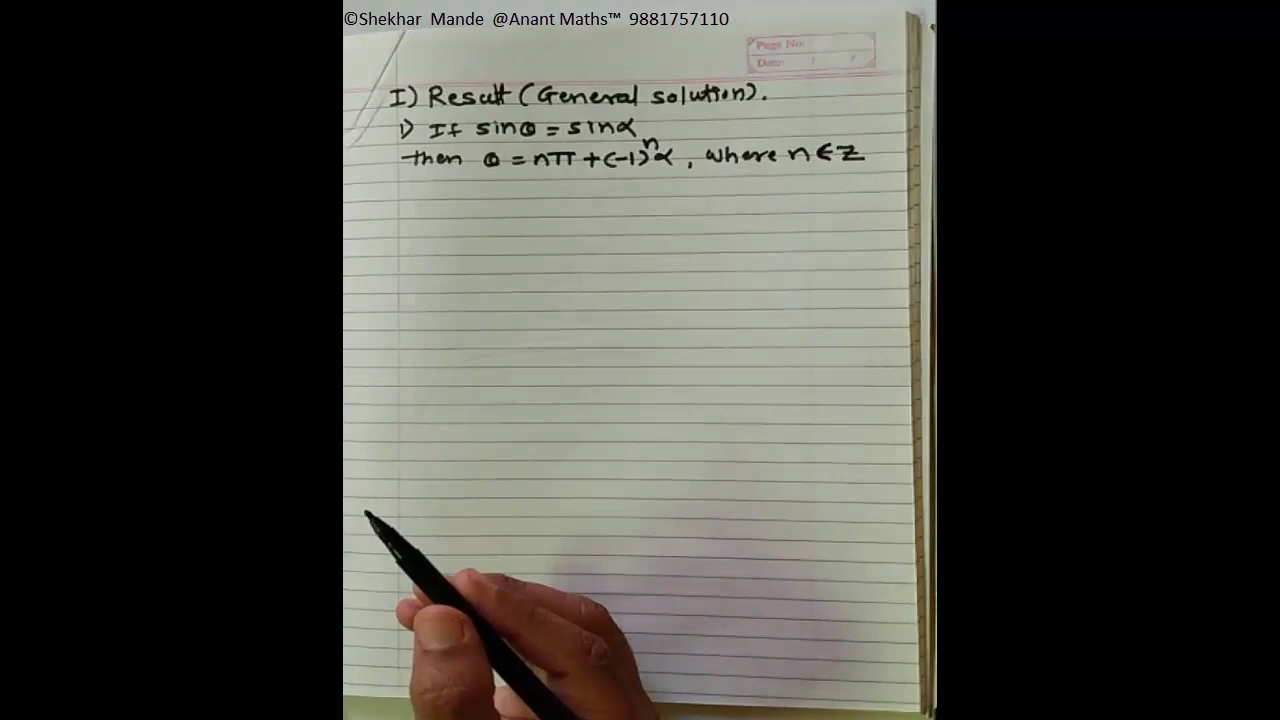 ©Shekhar Mande @Anant Maths™ 9881757110
Page No:
Date: / /
I) Result (General solution).
1) If sinθ = sinα
then θ = nπ + (-1)ⁿα, where n ∈ Z